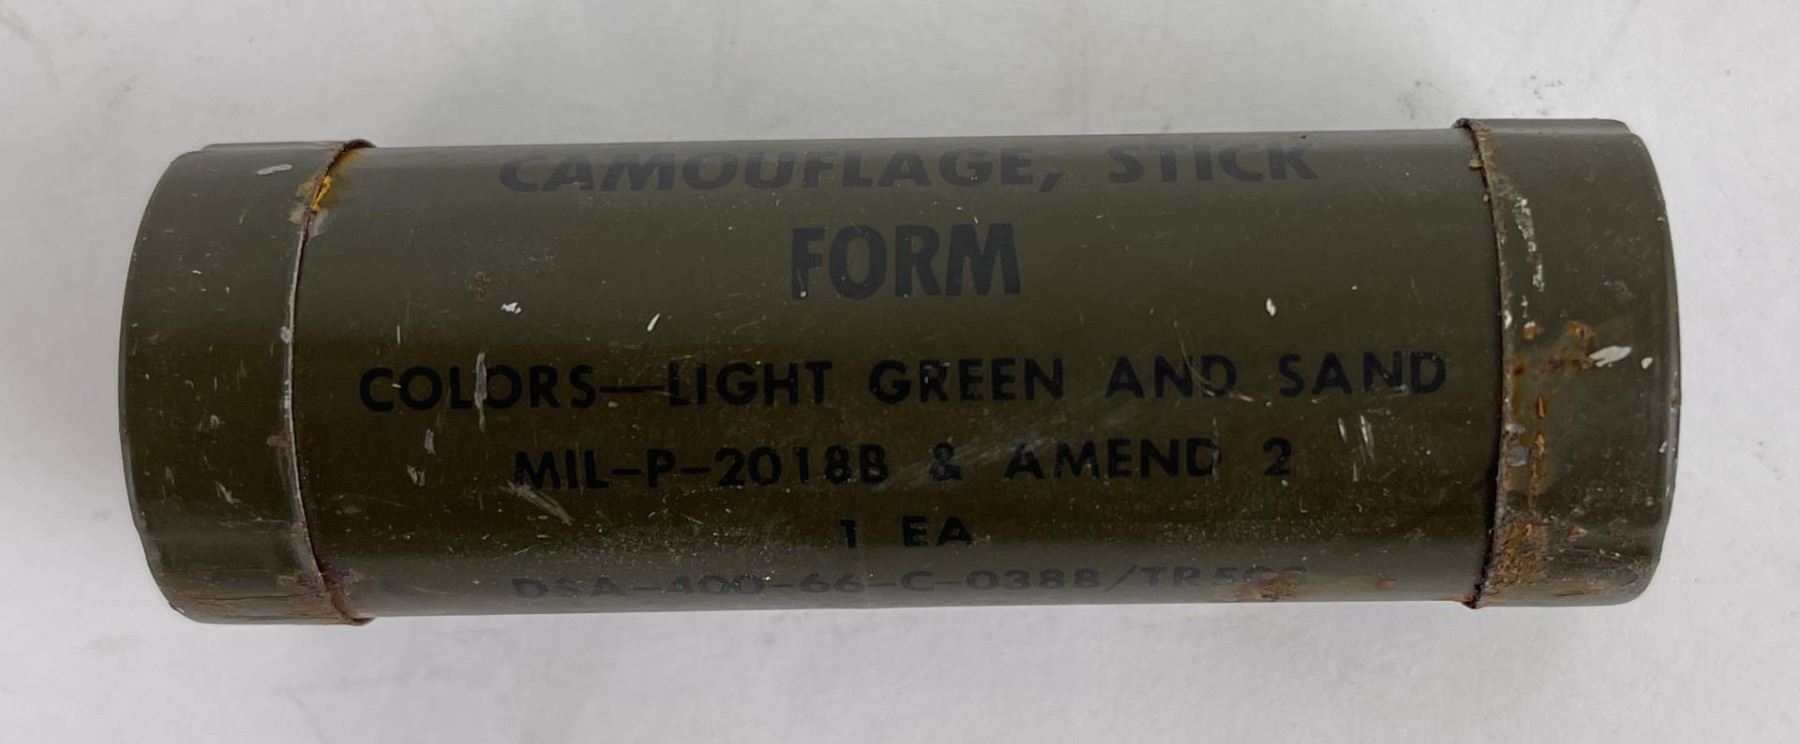 CAMOUFLAGE, STICK
FORM
COLORS—LIGHT GREEN AND SAND
MIL-P-2018B & AMEND 2
1 EA
DSA-400-66-C-0388/